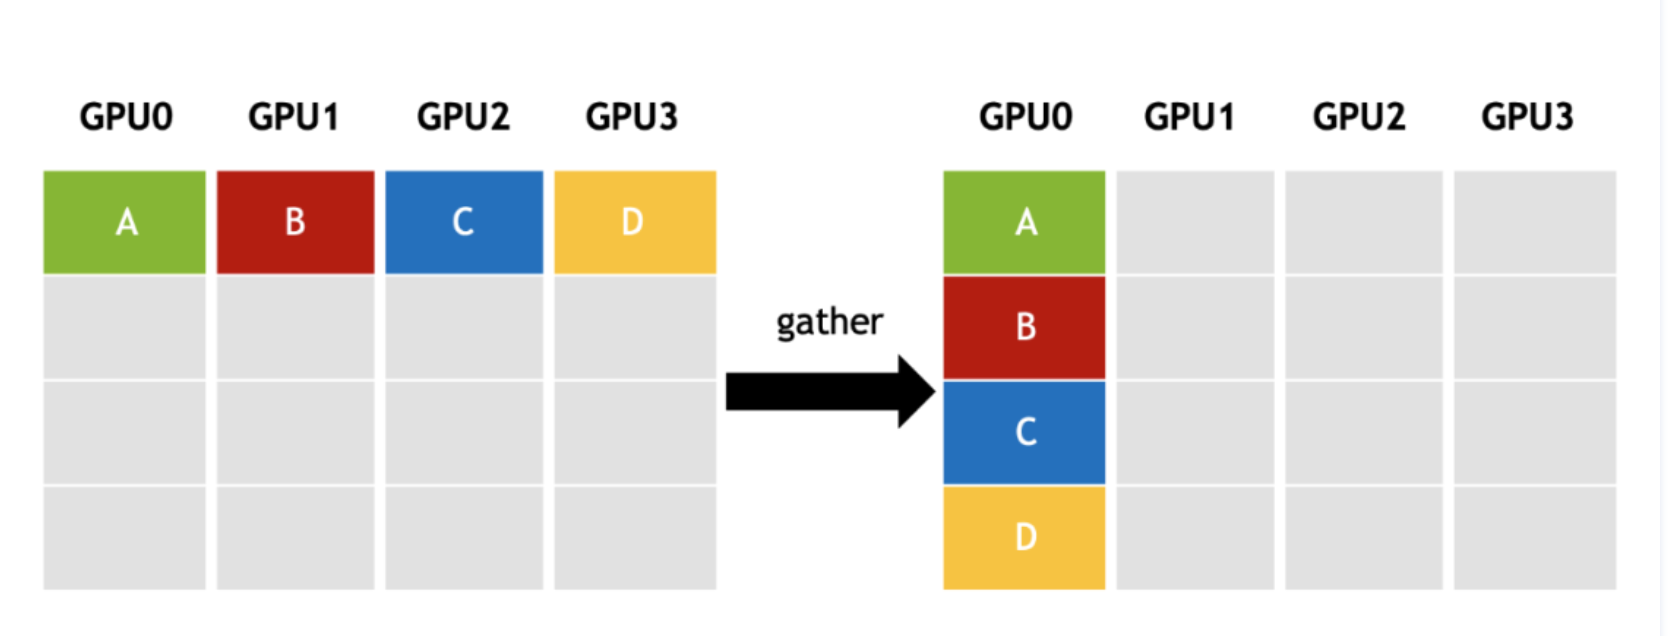 GPU0 GPU1 GPU2 GPU3 GPU0 GPU1 GPU2 GPU3
A B C D A
gather B
C
D